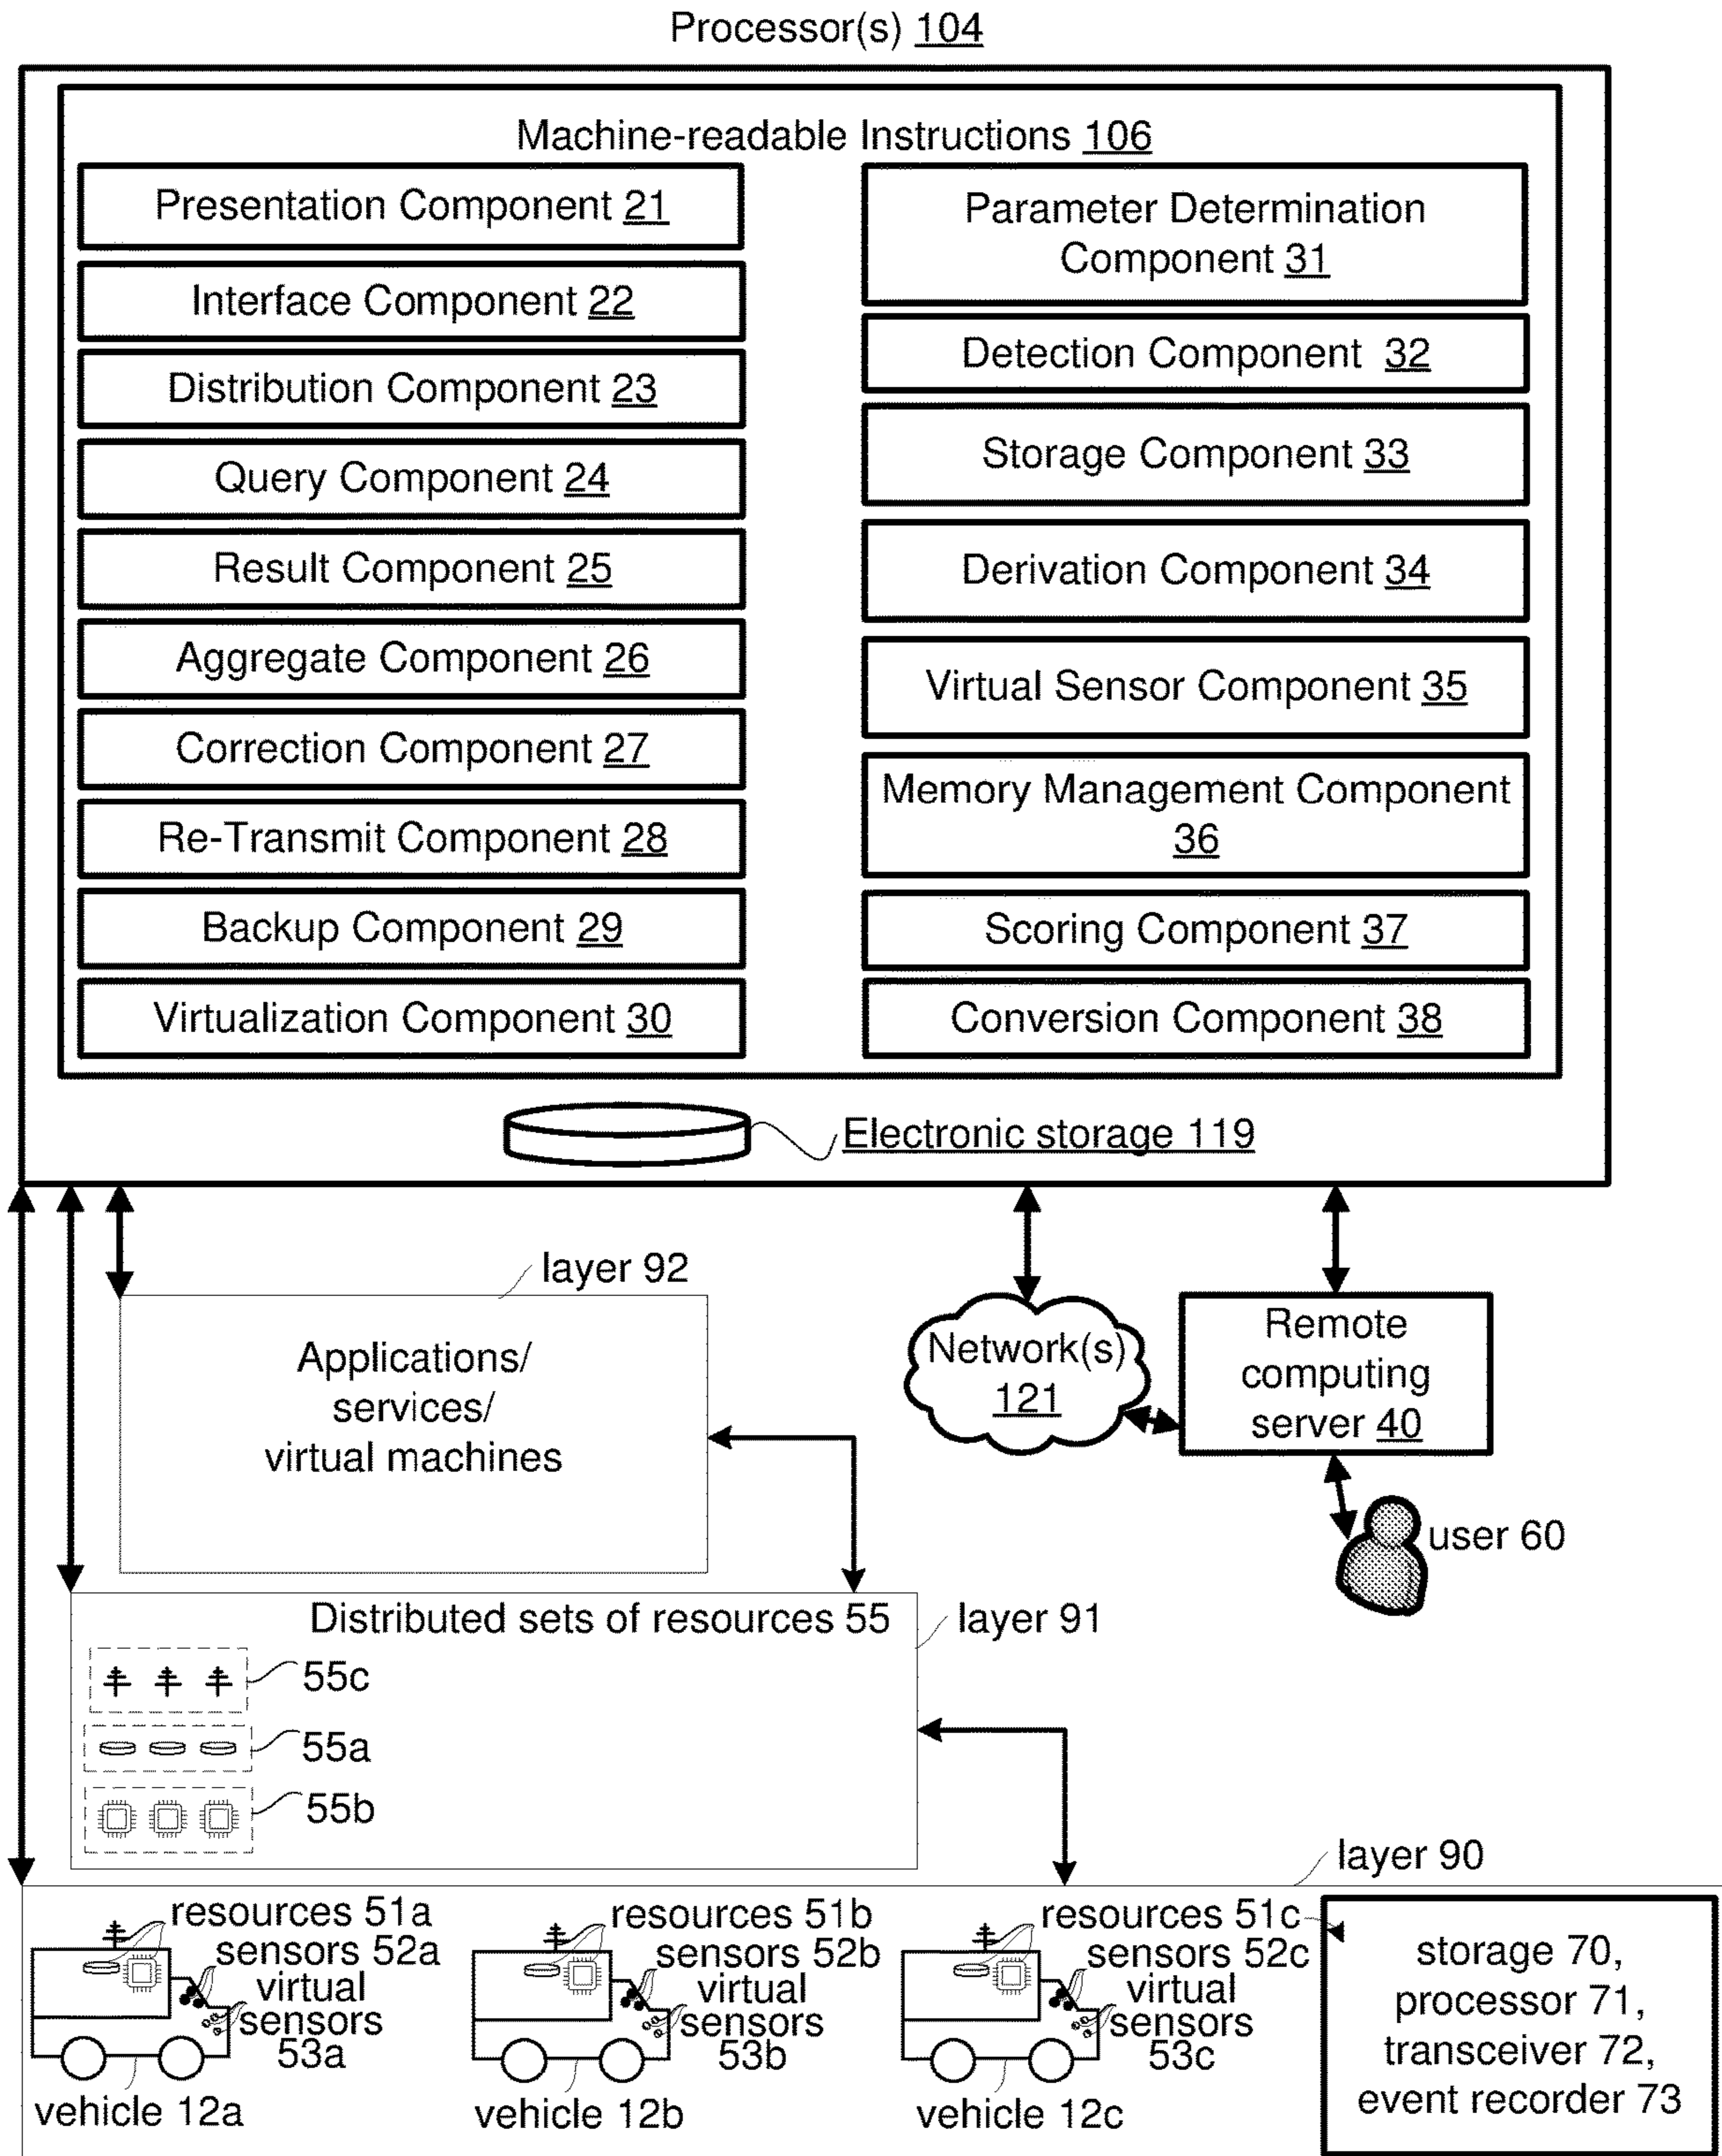 Processor(s) 104
Machine-readable Instructions 106
Presentation Component 21
Interface Component 22
Distribution Component 23
Query Component 24
Result Component 25
Aggregate Component 26
Correction Component 27
Re-Transmit Component 28
Backup Component 29
Virtualization Component 30
Parameter Determination
Component 31
Detection Component 32
Storage Component 33
Derivation Component 34
Virtual Sensor Component 35
Memory Management Component
36
Scoring Component 37
Conversion Component 38
Electronic storage 119
layer 92
Applications/
services/
virtual machines
Network(s)
121
Remote
computing
server 40
user 60
Distributed sets of resources 55
layer 91
55c
55a
55b
layer 90
resources 51a
sensors 52a
virtual
sensors
53a
vehicle 12a
resources 51b
sensors 52b
virtual
sensors
53b
vehicle 12b
resources 51c
sensors 52c
virtual
sensors
53c
vehicle 12c
storage 70,
processor 71,
transceiver 72,
event recorder 73